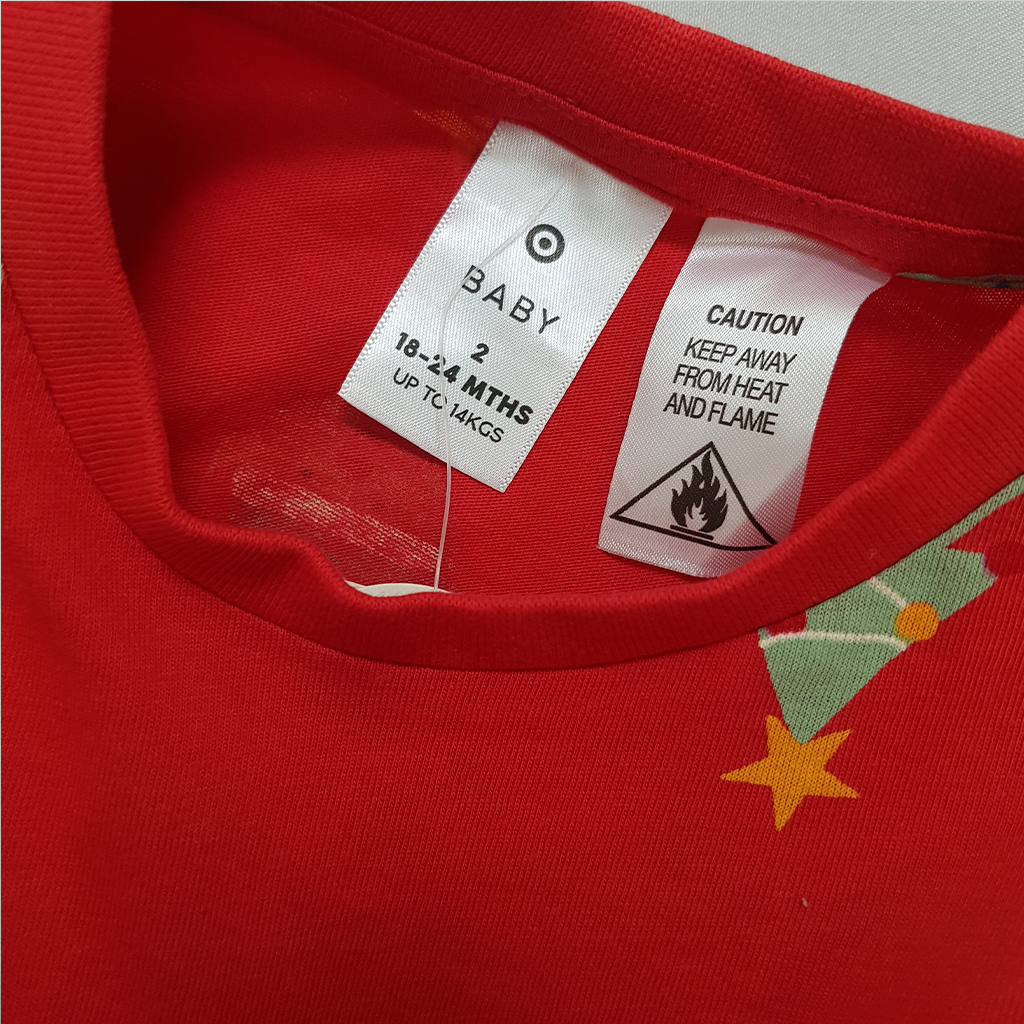 BABY
2
18-24 MTHS
UP TO 14KGS
CAUTION
KEEP AWAY
FROM HEAT
AND FLAME